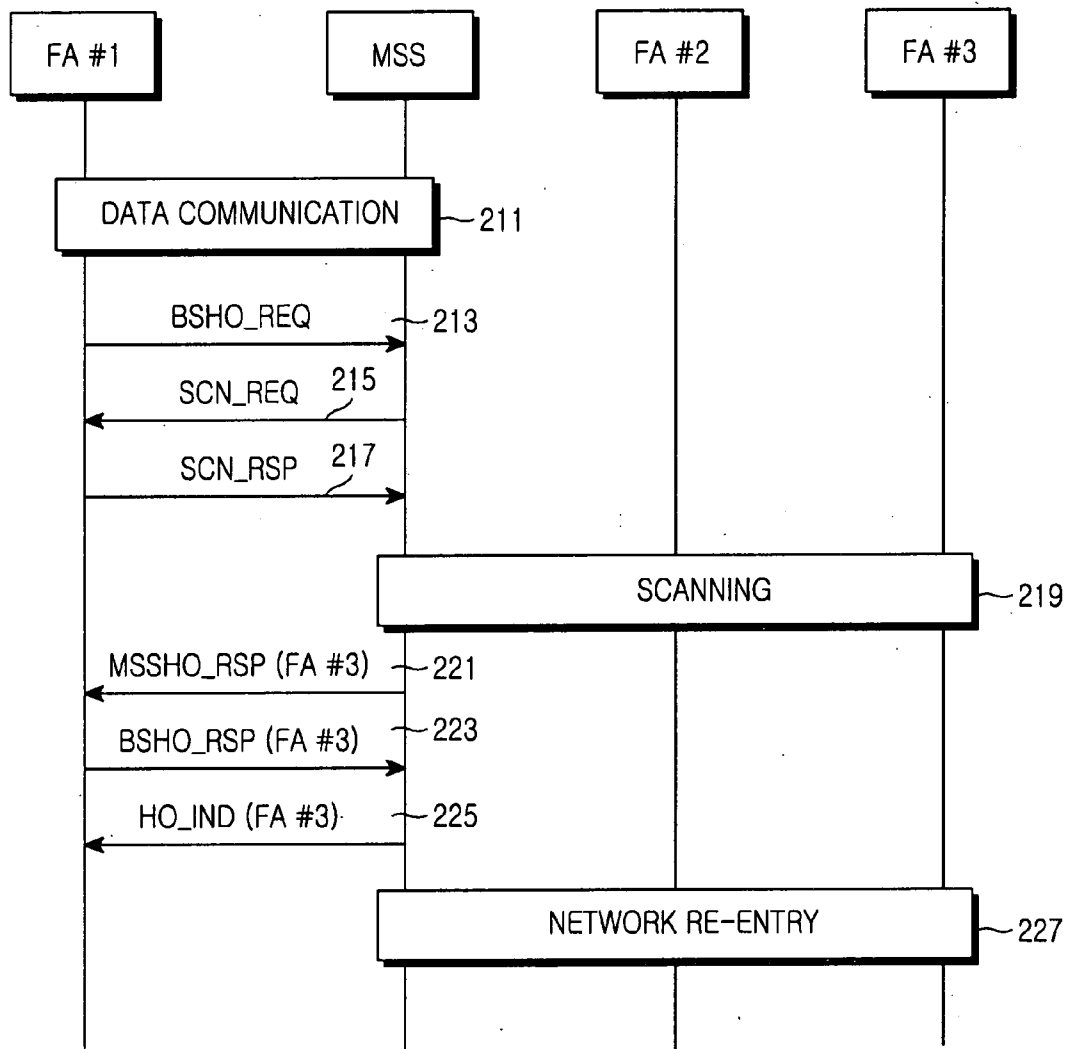 FA #1
MSS
FA #2
FA #3
DATA COMMUNICATION
211
BSHO_REQ
213
SCN_REQ
215
SCN_RSP
217
SCANNING
219
MSSHO_RSP (FA #3)
221
BSHO_RSP (FA #3)
223
HO_IND (FA #3)
225
NETWORK RE-ENTRY
227